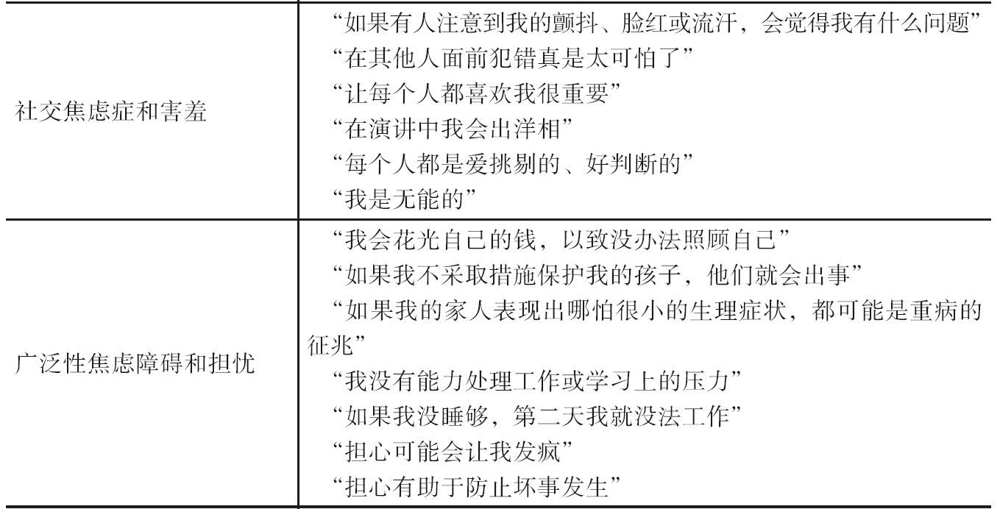 社交焦虑症和害羞
“如果有人注意到我的颤抖、脸红或流汗，会觉得我有什么问题”
“在其他人面前犯错真是太可怕了”
“让每个人都喜欢我很重要”
“在演讲中我会出洋相”
“每个人都是爱挑剔的、好判断的”
“我是无能的”
广泛性焦虑障碍和担忧
“我会花光自己的钱，以致没办法照顾自己”
“如果我不采取措施保护我的孩子，他们就会出事”
“如果我的家人表现出哪怕很小的生理症状，都可能是重病的
征兆”
“我没有能力处理工作或学习上的压力”
“如果我没睡够，第二天我就没法工作”
“担心可能会让我发疯”
“担心有助于防止坏事发生”